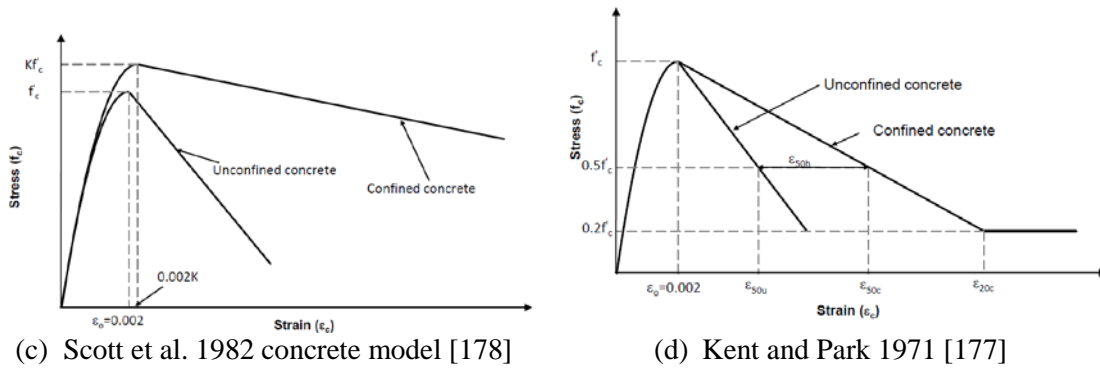 Kf'c
f'c
Stress (fc)
Unconfined concrete
Confined concrete
0.002K
εo=0.002
Strain (εc)
(c) Scott et al. 1982 concrete model [178]
f'c
Unconfined concrete
Confined concrete
Stress (fc)
0.5f'c
ε50h
0.2f'c
εo=0.002
ε50u
ε50c
ε20c
Strain (εc)
(d) Kent and Park 1971 [177]